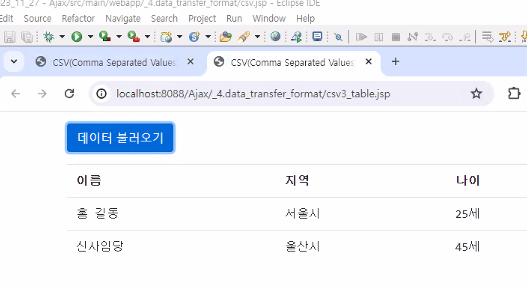 23_11_27 - Ajax/src/main/webapp/_4.data_transfer_format/csv.jsp - Eclipse IDE
Edit Source Refactor Navigate Search Project Run Window Help
CSV(Comma Separated Values × CSV(Comma Separated Values ×
localhost:8088/Ajax/_4.data_transfer_format/csv3_table.jsp
데이터 불러오기
이름 지역 나이
홀 길동 서울시 25세
신사임당 울산시 45세